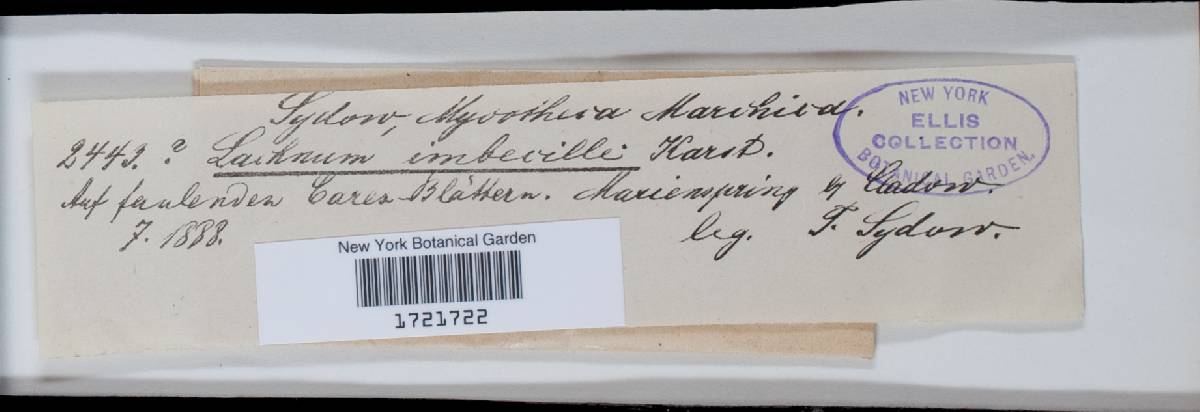 Sydow, Mycotheca Marchica.
2443. ? Lachnum imbecille Karst.
Auf faulenden Carex-Blättern. Marienspring b/ Cladow.
7. 1888. leg. P. Sydow.
NEW YORK
ELLIS
COLLECTION
BOTANICAL GARDEN.
New York Botanical Garden
1721722